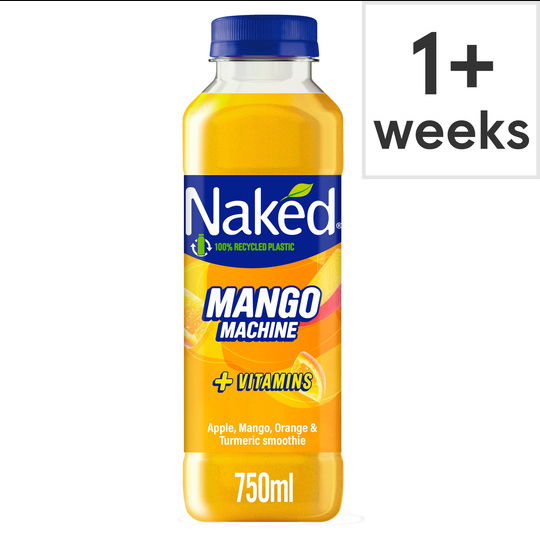 1+
weeks
Naked®
100% RECYCLED PLASTIC
MANGO
MACHINE
+ VITAMINS
Apple, Mango, Orange &
Turmeric smoothie
750ml